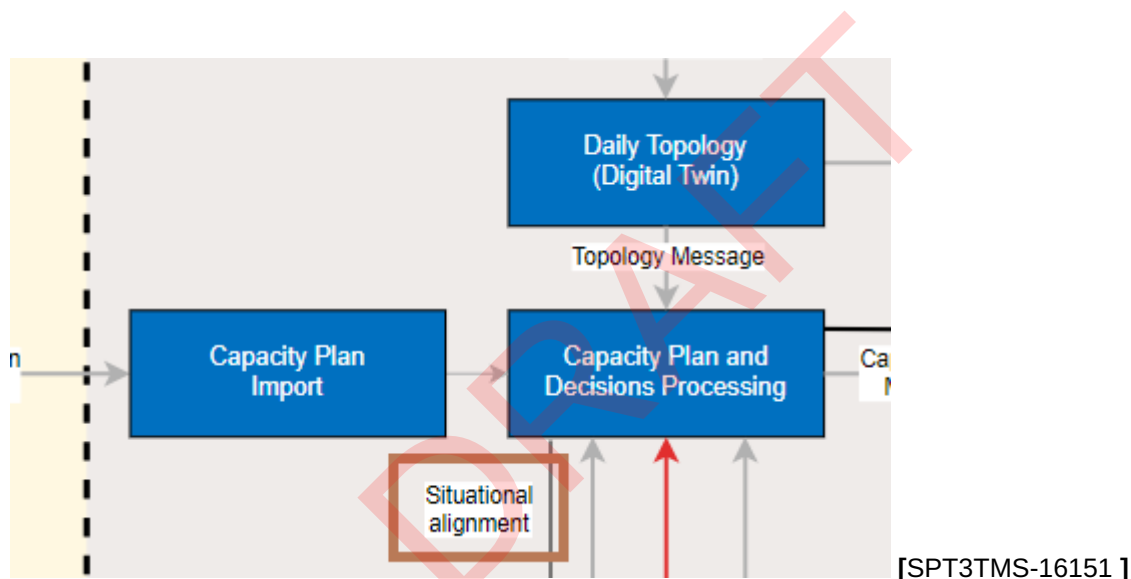 Daily Topology
(Digital Twin)
Topology Message
n
Capacity Plan
Import
Capacity Plan and
Decisions Processing
Situational
alignment
DRAFT
[SPT3TMS-16151 ]